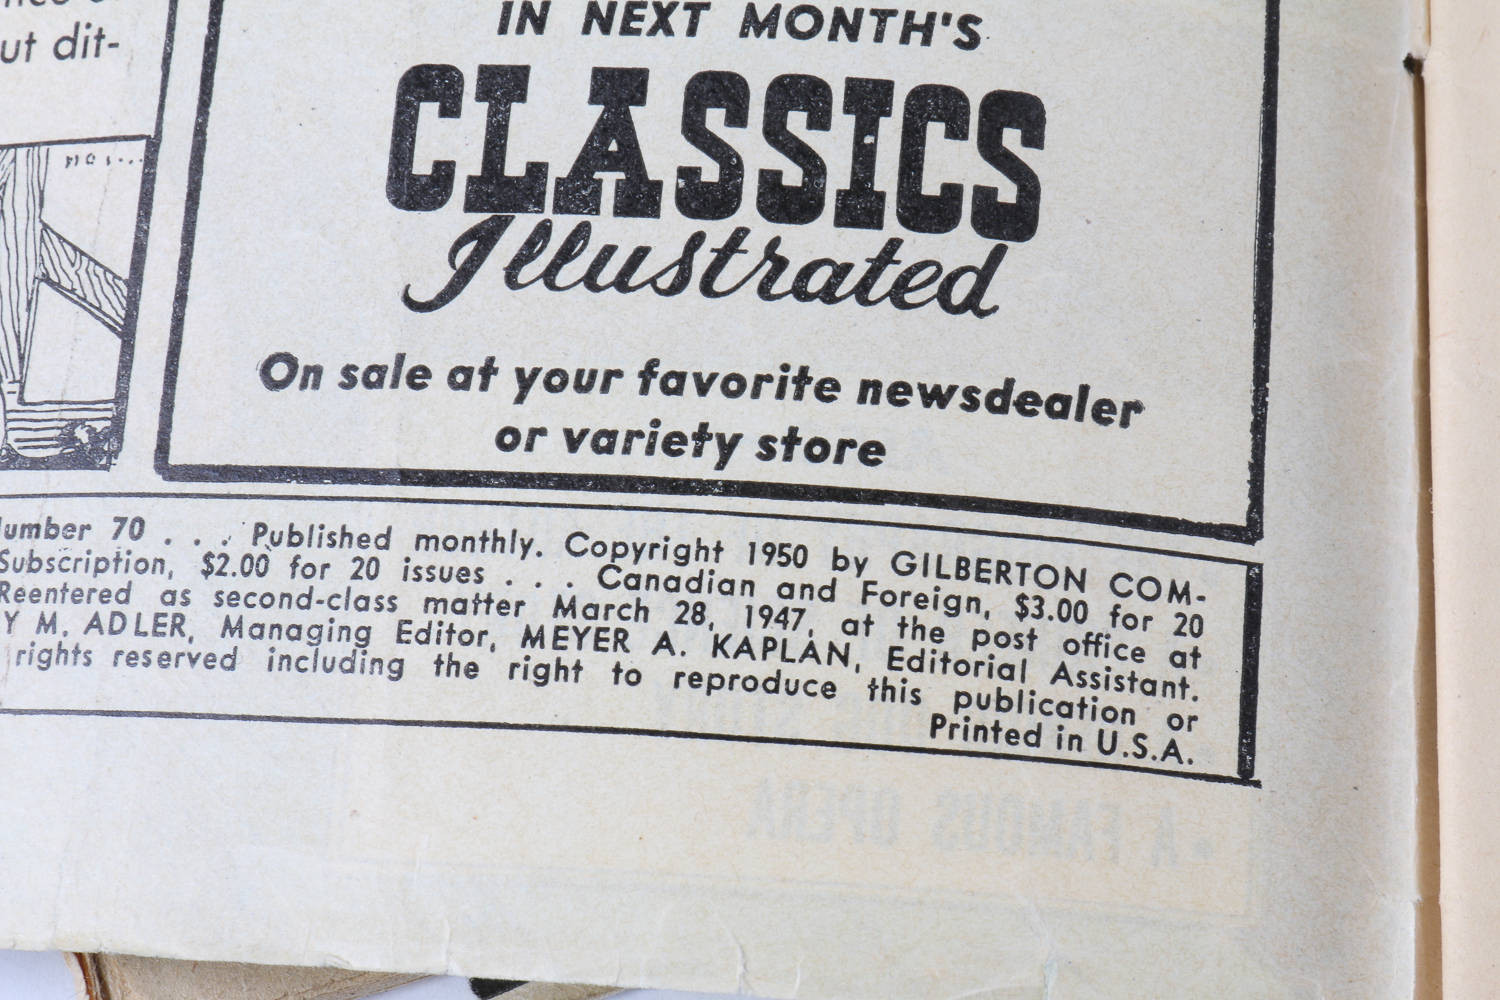 ut dit-
IN NEXT MONTH'S
CLASSICS
Illustrated
On sale at your favorite newsdealer
or variety store
umber 70 . . . Published monthly. Copyright 1950 by GILBERTON COM-
Subscription, $2.00 for 20 issues . . . Canadian and Foreign, $3.00 for 20
Reentered as second-class matter March 28, 1947, at the post office at
Y M. ADLER, Managing Editor, MEYER A. KAPLAN, Editorial Assistant.
rights reserved including the right to reproduce this publication or
Printed in U.S.A.
• A FAMOUS OPERA